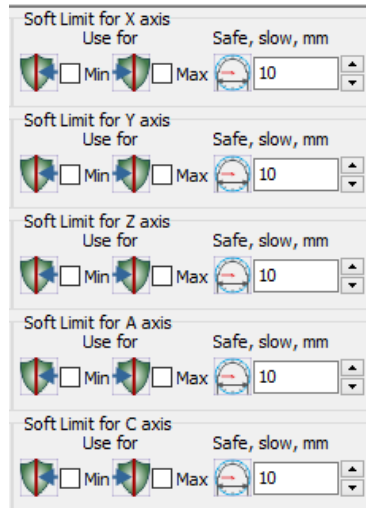 Soft Limit for X axis
Use for Safe, slow, mm
Min Max 10
Soft Limit for Y axis
Use for Safe, slow, mm
Min Max 10
Soft Limit for Z axis
Use for Safe, slow, mm
Min Max 10
Soft Limit for A axis
Use for Safe, slow, mm
Min Max 10
Soft Limit for C axis
Use for Safe, slow, mm
Min Max 10